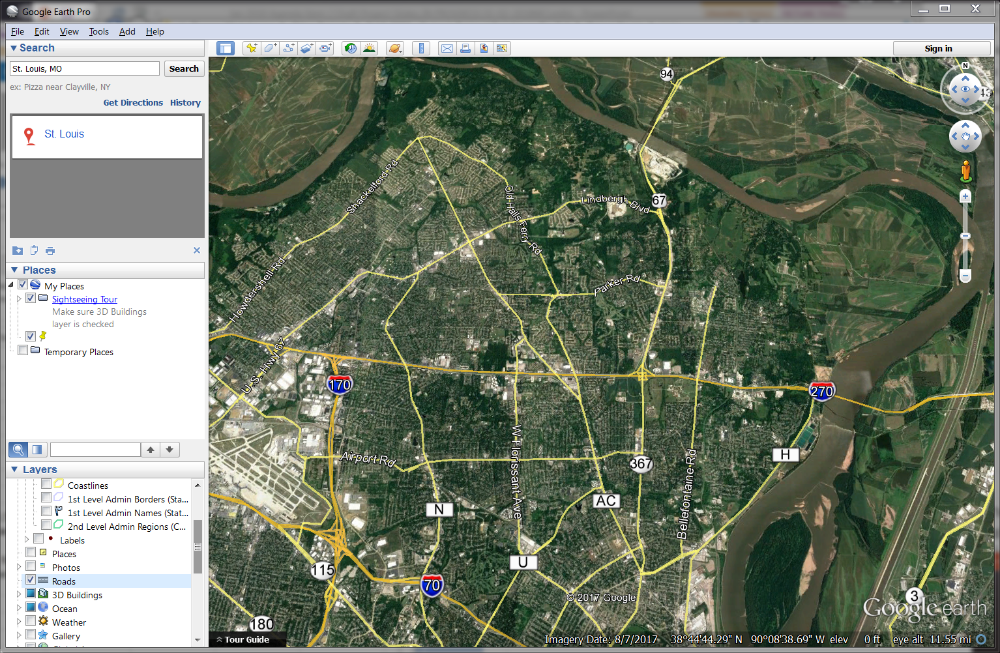 Google Earth Pro
File Edit View Tools Add Help
Search
St. Louis, MO
Search
ex: Pizza near Clayville, NY
Get Directions History
St. Louis
Places
My Places
Sightseeing Tour
Make sure 3D Buildings
layer is checked
Temporary Places
Layers
Coastlines
1st Level Admin Borders (Sta...
1st Level Admin Names (Stat...
2nd Level Admin Regions (C...
Labels
Places
Photos
Roads
3D Buildings
Ocean
Weather
Gallery
Sign in
N
94
Shackelford Rd
Old Halls Ferry Rd
Lindbergh Blvd
67
Howdershell Rd
Parker Rd
U.S. Hwy 67
170
270
H
Airport Rd
W Florissant Ave
367
Bellefontaine Rd
N
AC
U
115
70
3
© 2017 Google
Google earth
180
Tour Guide
Imagery Date: 8/7/2017 38°44'44.29" N 90°08'38.69" W elev 0 ft eye alt 11.55 mi